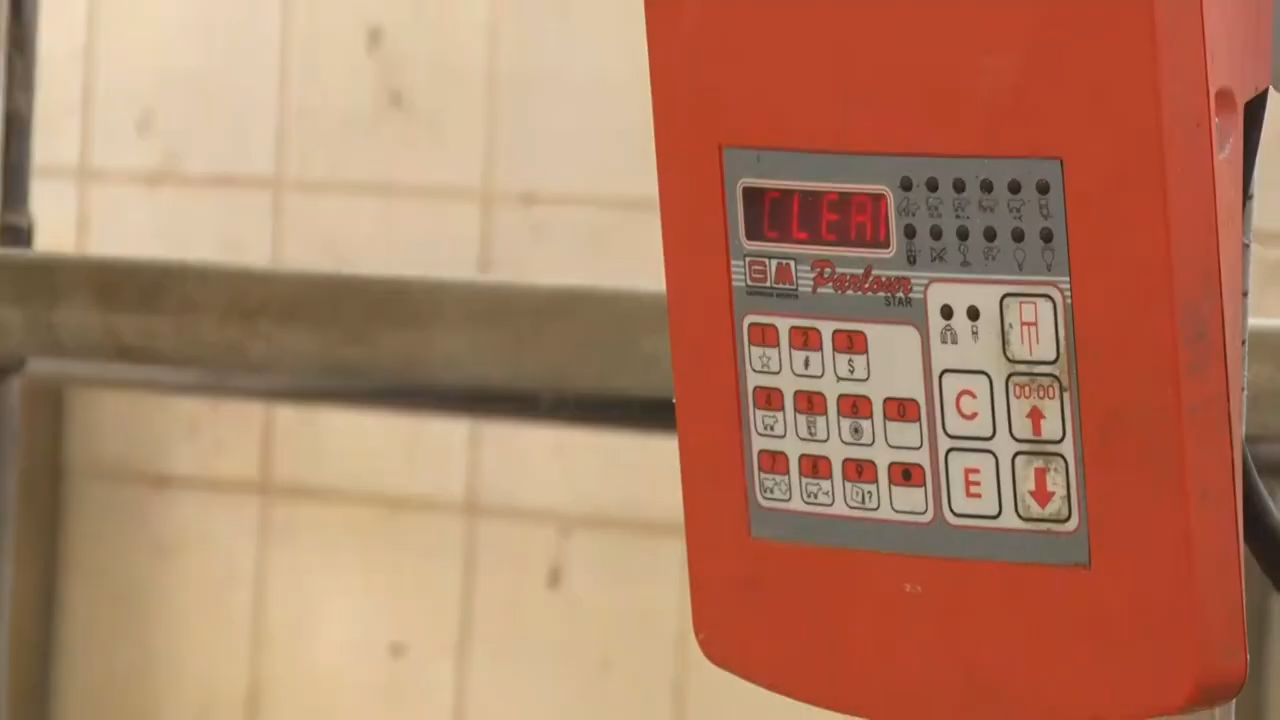 CLEAN
GM
Parlour
STAR
1 2 3
# $
4 5 6 0
7 8 9
?
C
00:00
E